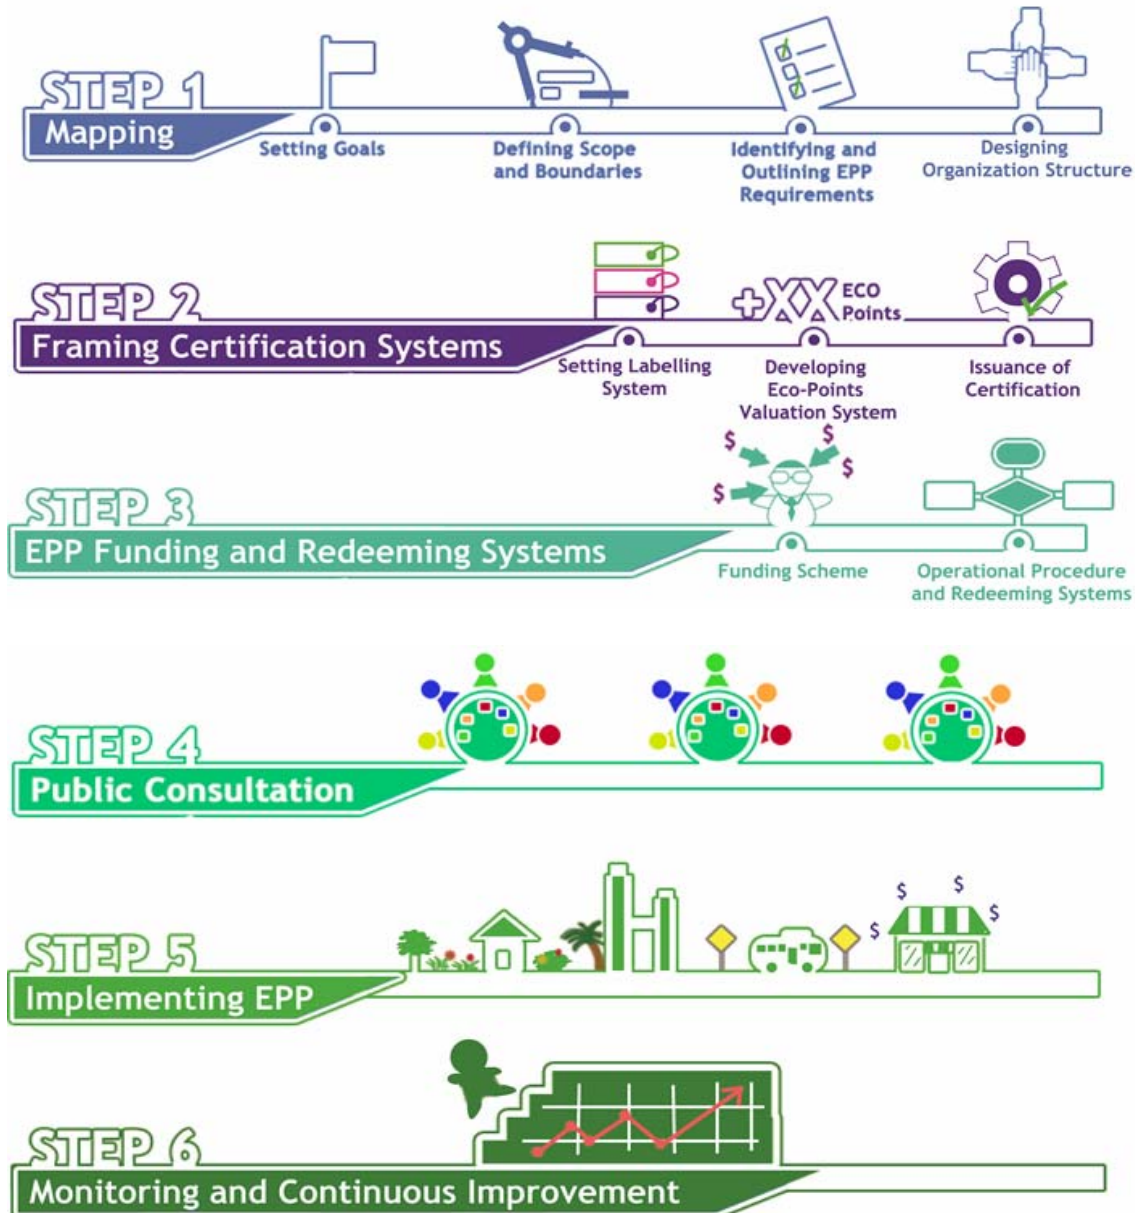 STEP 1
Mapping
Setting Goals
Defining Scope
and Boundaries
Identifying and
Outlining EPP
Requirements
Designing
Organization Structure
STEP 2
Framing Certification Systems
Setting Labelling
System
+XX ECO
Points
Developing
Eco-Points
Valuation System
Issuance of
Certification
STEP 3
EPP Funding and Redeeming Systems
$
$
$
$
Funding Scheme
Operational Procedure
and Redeeming Systems
STEP 4
Public Consultation
STEP 5
Implementing EPP
$
$
$
$
STEP 6
Monitoring and Continuous Improvement